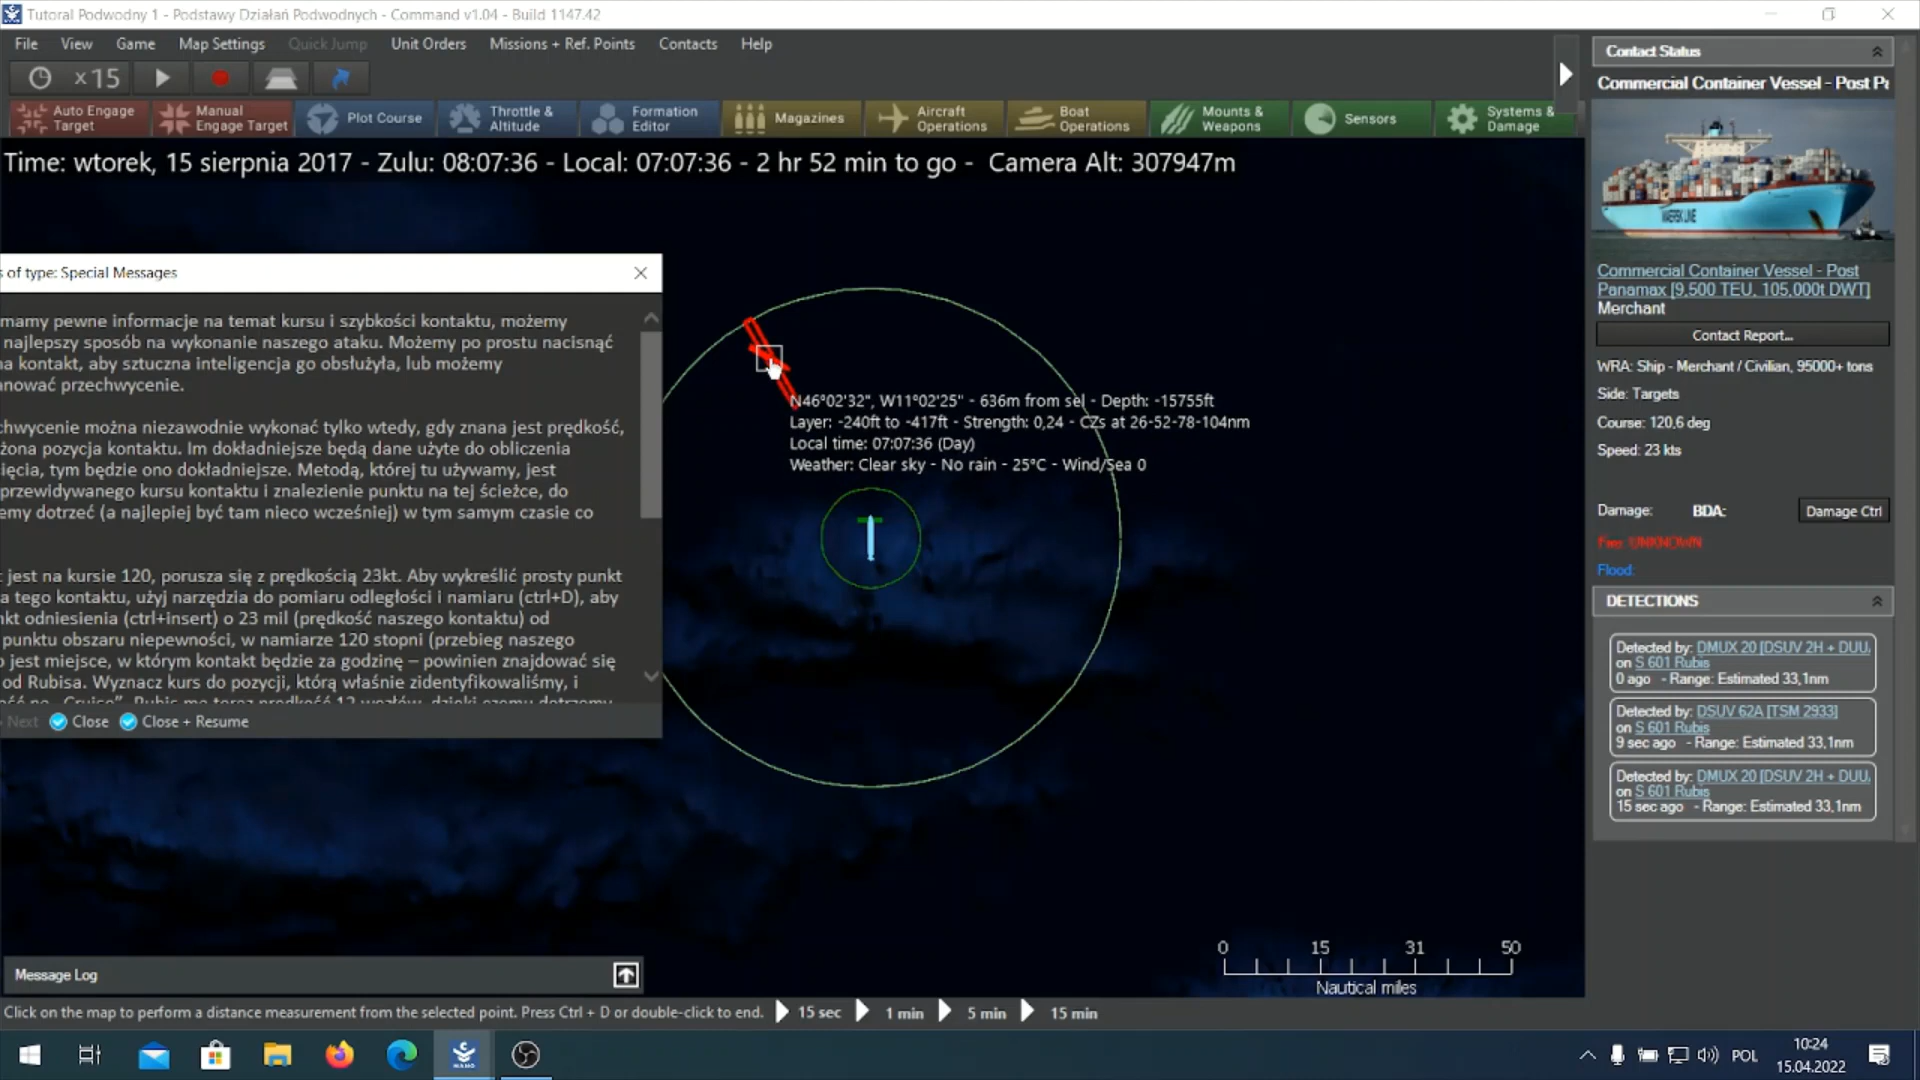 Tutoral Podwodny 1 - Podstawy Działań Podwodnych - Command v1.04 - Build 1147.42
File View Game Map Settings Quick Jump Unit Orders Missions + Ref. Points Contacts Help
x 15
Auto Engage Target
Manual Engage Target
Plot Course
Throttle & Altitude
Formation Editor
Magazines
Aircraft Operations
Boat Operations
Mounts & Weapons
Sensors
Systems & Damage
Time: wtorek, 15 sierpnia 2017 - Zulu: 08:07:36 - Local: 07:07:36 - 2 hr 52 min to go - Camera Alt: 307947m
s of type: Special Messages
mamy pewne informacje na temat kursu i szybkości kontaktu, możemy
najlepszy sposób na wykonanie naszego ataku. Możemy po prostu nacisnąć
na kontakt, aby sztuczna inteligencja go obsłużyła, lub możemy
anować przechwycenie.
chwycenie można niezawodnie wykonać tylko wtedy, gdy znana jest prędkość,
żona pozycja kontaktu. Im dokładniejsze będą dane użyte do obliczenia
ięcia, tym będzie ono dokładniejsze. Metodą, której tu używamy, jest
przewidywanego kursu kontaktu i znalezienie punktu na tej ścieżce, do
emy dotrzeć (a najlepiej być tam nieco wcześniej) w tym samym czasie co
jest na kursie 120, porusza się z prędkością 23kt. Aby wykreślić prosty punkt
a tego kontaktu, użyj narzędzia do pomiaru odległości i namiaru (ctrl+D), aby
nkt odniesienia (ctrl+insert) o 23 mil (prędkość naszego kontaktu) od
punktu obszaru niepewności, w namiarze 120 stopni (przebieg naszego
o jest miejsce, w którym kontakt będzie za godzinę – powinien znajdować się
od Rubisa. Wyznacz kurs do pozycji, którą właśnie zidentyfikowaliśmy, i
Next Close Close + Resume
N46°02'32", W11°02'25" - 636m from sel - Depth: -15755ft
Layer: -240ft to -417ft - Strength: 0,24 - CZs at 26-52-78-104nm
Local time: 07:07:36 (Day)
Weather: Clear sky - No rain - 25°C - Wind/Sea 0
0 15 31 50
Nautical miles
Message Log
Click on the map to perform a distance measurement from the selected point. Press Ctrl + D or double-click to end. 15 sec 1 min 5 min 15 min
Contact Status
Commercial Container Vessel - Post Pa
MAERSK LINE
Commercial Container Vessel - Post
Panamax [9,500 TEU, 105,000t DWT]
Merchant
Contact Report...
WRA: Ship - Merchant / Civilian, 95000+ tons
Side: Targets
Course: 120,6 deg
Speed: 23 kts
Damage: BDA: Damage Ctrl
Fire: UNKNOWN
Flood:
DETECTIONS
Detected by: DMUX 20 [DSUV 2H + DUU
on S 601 Rubis
0 ago - Range: Estimated 33,1nm
Detected by: DSUV 62A [TSM 2933]
on S 601 Rubis
9 sec ago - Range: Estimated 33,1nm
Detected by: DMUX 20 [DSUV 2H + DUU
on S 601 Rubis
15 sec ago - Range: Estimated 33,1nm
POL
10:24
15.04.2022